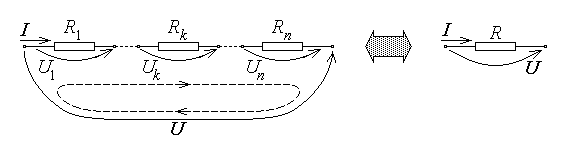 I R₁ Rₖ Rₙ I R
U₁ Uₖ Uₙ U
U